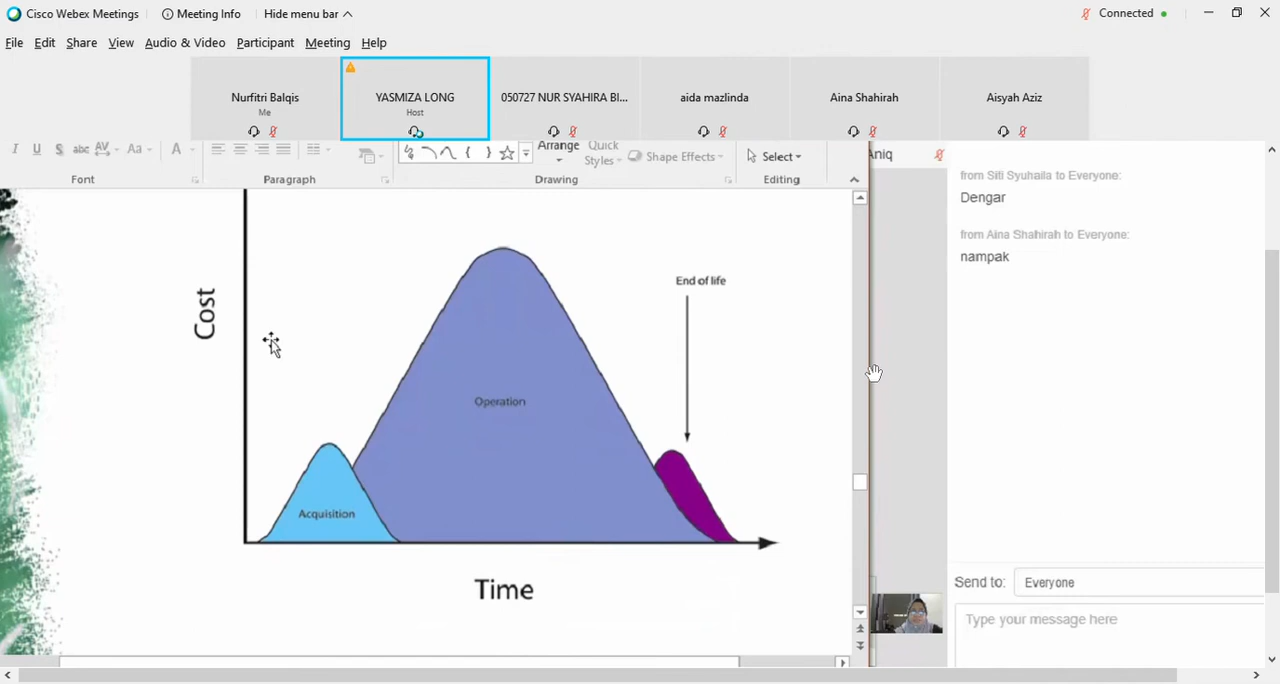 Cisco Webex Meetings
Meeting Info
Hide menu bar
Connected
File Edit Share View Audio & Video Participant Meeting Help
Nurfitri Balqis
Me
YASMIZA LONG
Host
050727 NUR SYAHIRA BI...
aida mazlinda
Aina Shahirah
Aisyah Aziz
I U S abc AV Aa A
Arrange
Quick
Styles
Shape Effects
Select
Font
Paragraph
Drawing
Editing
Aniq
from Siti Syuhaila to Everyone:
Dengar
from Aina Shahirah to Everyone:
nampak
Cost
End of life
Operation
Acquisition
Time
Send to: Everyone
Type your message here